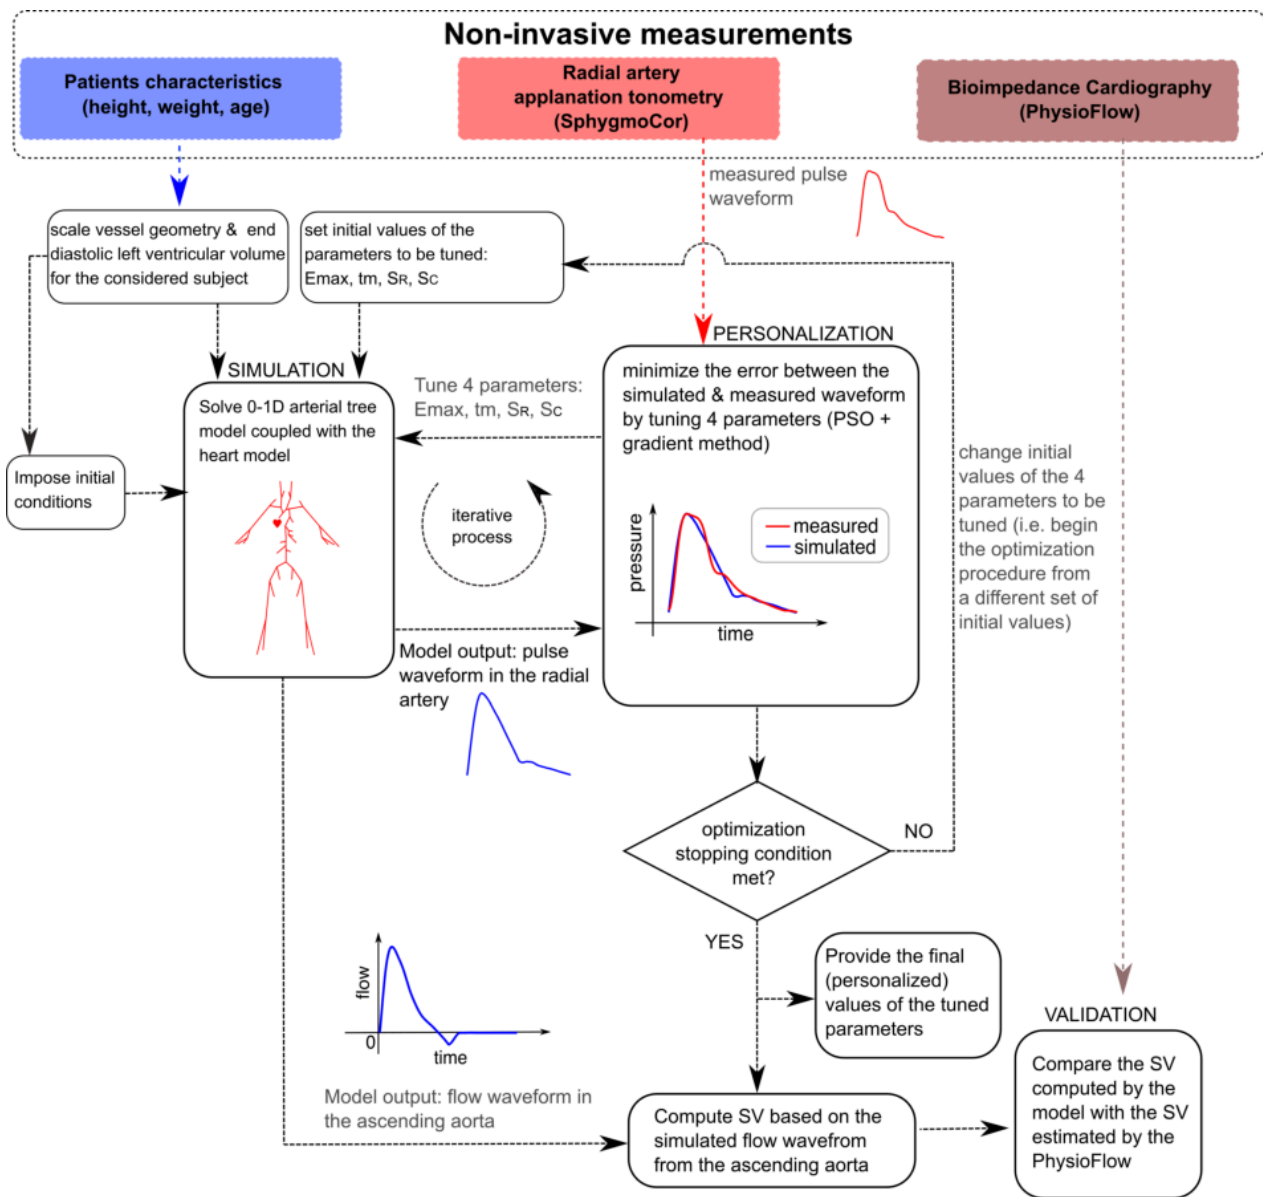 Non-invasive measurements
Patients characteristics
(height, weight, age)
Radial artery
applanation tonometry
(SphygmoCor)
Bioimpedance Cardiography
(PhysioFlow)
measured pulse
waveform
scale vessel geometry & end
diastolic left ventricular volume
for the considered subject
set initial values of the
parameters to be tuned:
Emax, tm, SR, SC
SIMULATION
Solve 0-1D arterial tree
model coupled with the
heart model
Impose initial
conditions
Tune 4 parameters:
Emax, tm, SR, SC
iterative
process
PERSONALIZATION
minimize the error between the
simulated & measured waveform
by tuning 4 parameters (PSO +
gradient method)
measured
simulated
pressure
time
change initial
values of the 4
parameters to be
tuned (i.e. begin
the optimization
procedure from
a different set of
initial values)
Model output: pulse
waveform in the radial
artery
optimization
stopping condition
met?
NO
YES
Provide the final
(personalized)
values of the tuned
parameters
flow
0
time
Model output: flow waveform in
the ascending aorta
Compute SV based on the
simulated flow wavefrom
from the ascending aorta
VALIDATION
Compare the SV
computed by the
model with the SV
estimated by the
PhysioFlow